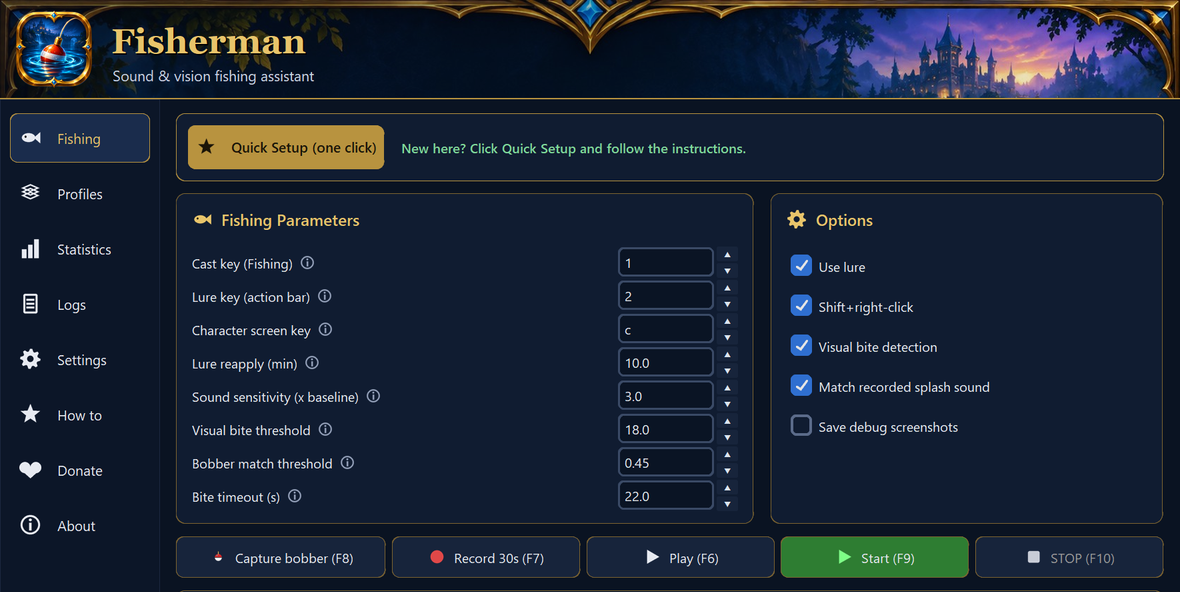 Fisherman
Sound & vision fishing assistant
Fishing
Profiles
Statistics
Logs
Settings
How to
Donate
About
Quick Setup (one click)
New here? Click Quick Setup and follow the instructions.
Fishing Parameters
Cast key (Fishing) 1
Lure key (action bar) 2
Character screen key c
Lure reapply (min) 10.0
Sound sensitivity (x baseline) 3.0
Visual bite threshold 18.0
Bobber match threshold 0.45
Bite timeout (s) 22.0
Options
Use lure
Shift+right-click
Visual bite detection
Match recorded splash sound
Save debug screenshots
Capture bobber (F8)
Record 30s (F7)
Play (F6)
Start (F9)
STOP (F10)